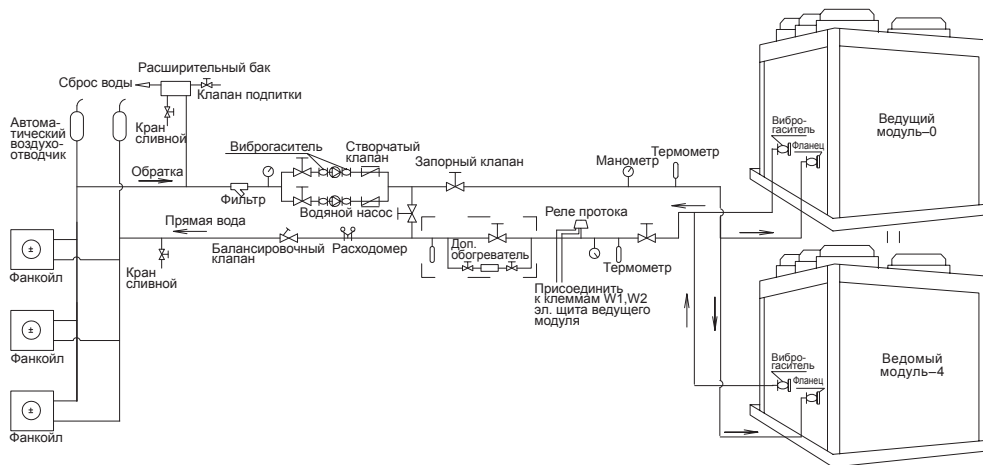 Расширительный бак
Сброс воды
Клапан подпитки
Автома-
тический
воздухо-
отводчик
Кран
сливной
Обратка
Фильтр
Виброгаситель
Створчатый
клапан
Водяной насос
Запорный клапан
Манометр
Термометр
Прямая вода
Кран
сливной
Балансировочный
клапан
Расходомер
Доп.
обогреватель
Реле протока
Термометр
Присоединить
к клеммам W1,W2
эл. щита ведущего
модуля
Фанкойл
Фанкойл
Фанкойл
Вибро-
гаситель
Фланец
Ведущий
модуль–0
Вибро-
гаситель
Фланец
Ведомый
модуль–4